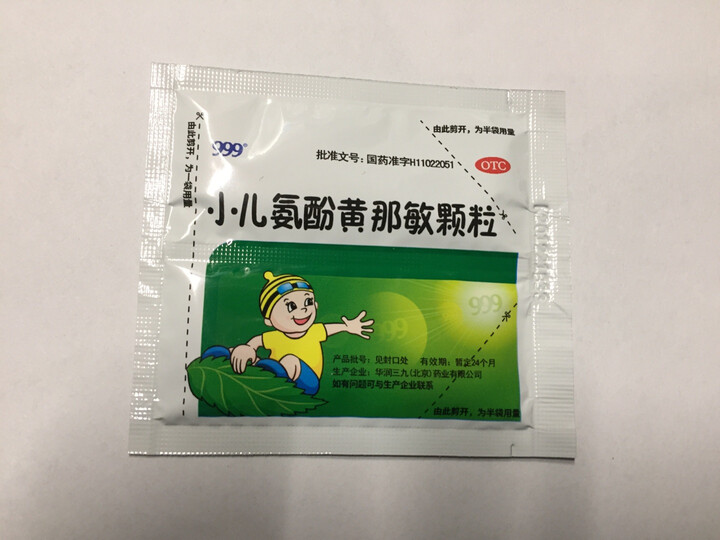 由此剪开，为半袋用量
由此剪开，为一袋用量
999®
批准文号：国药准字H11022051
OTC
小儿氨酚黄那敏颗粒
999
99
产品批号：见封口处 有效期：暂定24个月
生产企业：华润三九(北京)药业有限公司
如有问题可与生产企业联系
由此剪开，为半袋用量